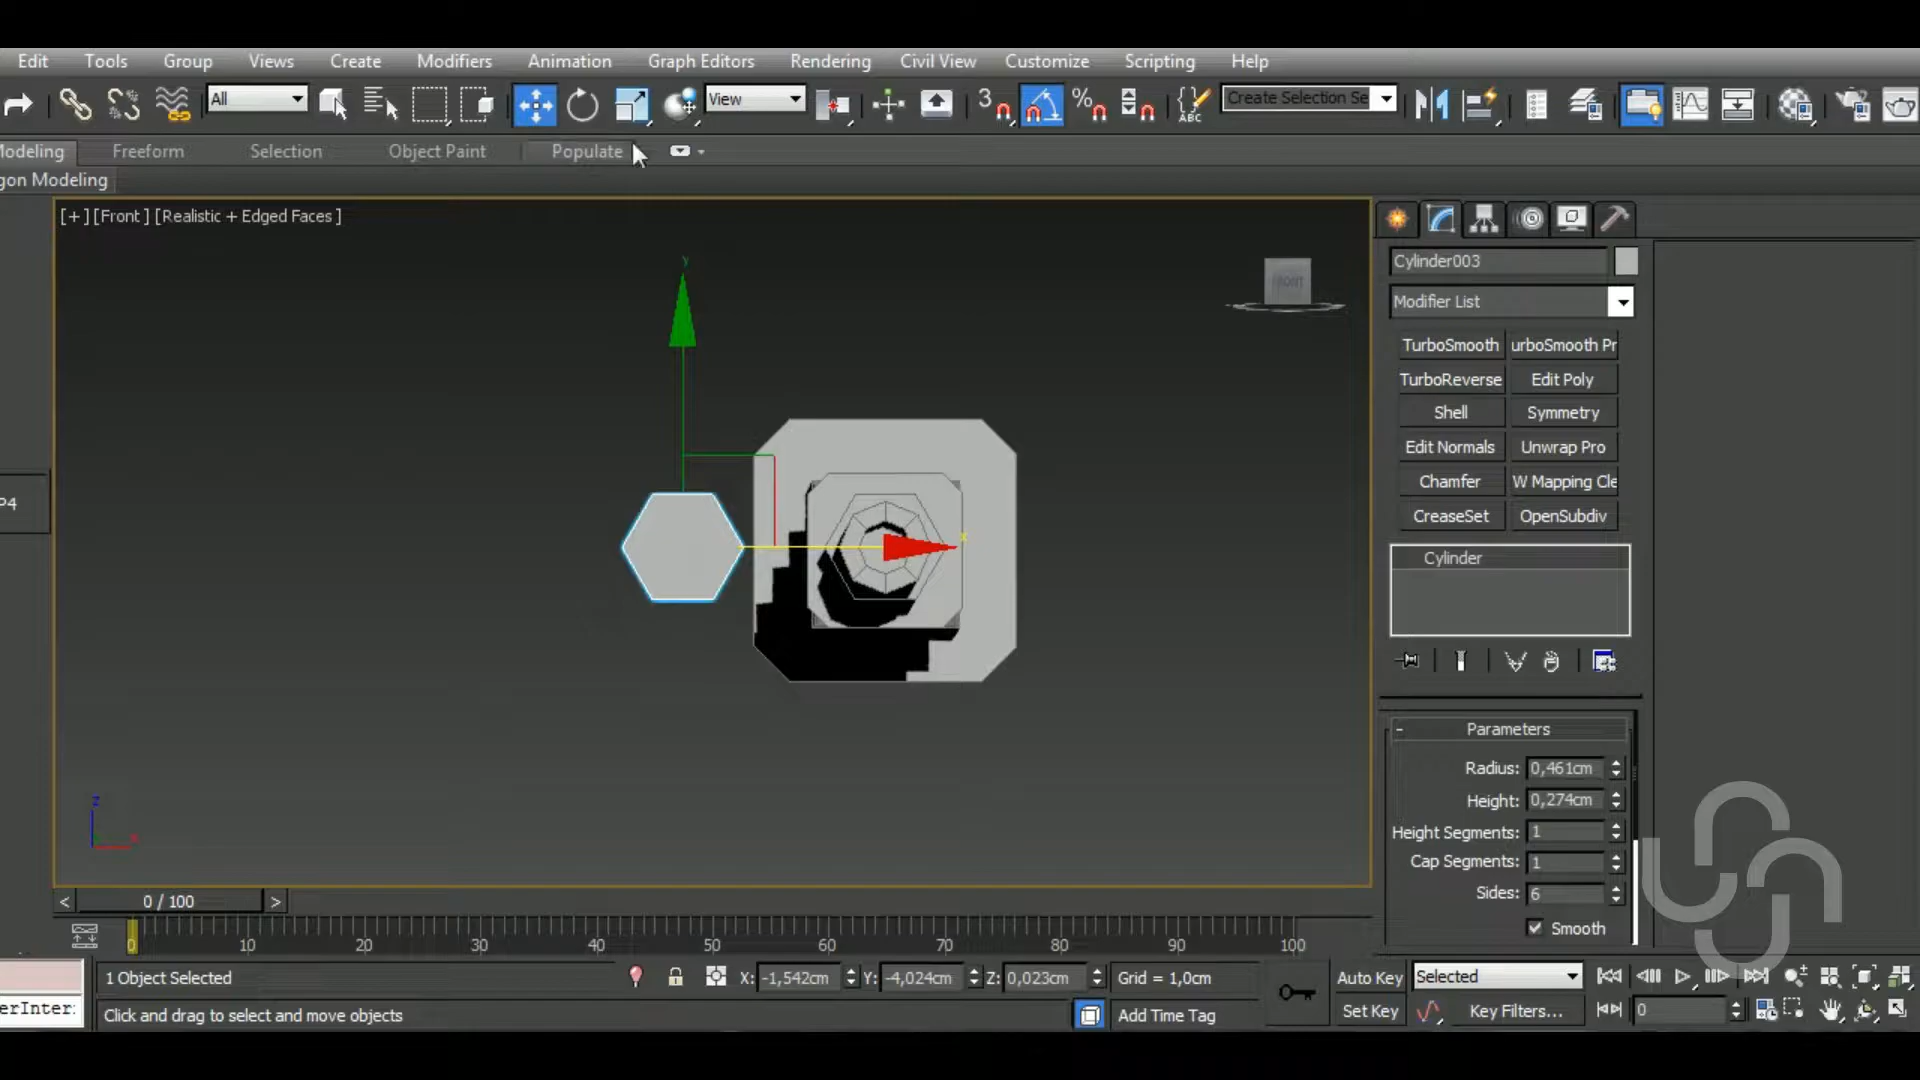 Edit Tools Group Views Create Modifiers Animation Graph Editors Rendering Civil View Customize Scripting Help
All View 3 % ABC Create Selection Se
Modeling Freeform Selection Object Paint Populate
gon Modeling
[+] [Front] [Realistic + Edged Faces]
y
FRONT
x
z
P4
Cylinder003
Modifier List
TurboSmooth urboSmooth Pr
TurboReverse Edit Poly
Shell Symmetry
Edit Normals Unwrap Pro
Chamfer W Mapping Cle
CreaseSet OpenSubdiv
Cylinder
- Parameters
Radius: 0,461cm
Height: 0,274cm
Height Segments: 1
Cap Segments: 1
Sides: 6
Smooth
< 0 / 100 >
0 10 20 30 40 50 60 70 80 90 100
1 Object Selected X: -1,542cm Y: -4,024cm Z: 0,023cm Grid = 1,0cm Auto Key Selected
erInter: Click and drag to select and move objects Add Time Tag Set Key Key Filters... 0